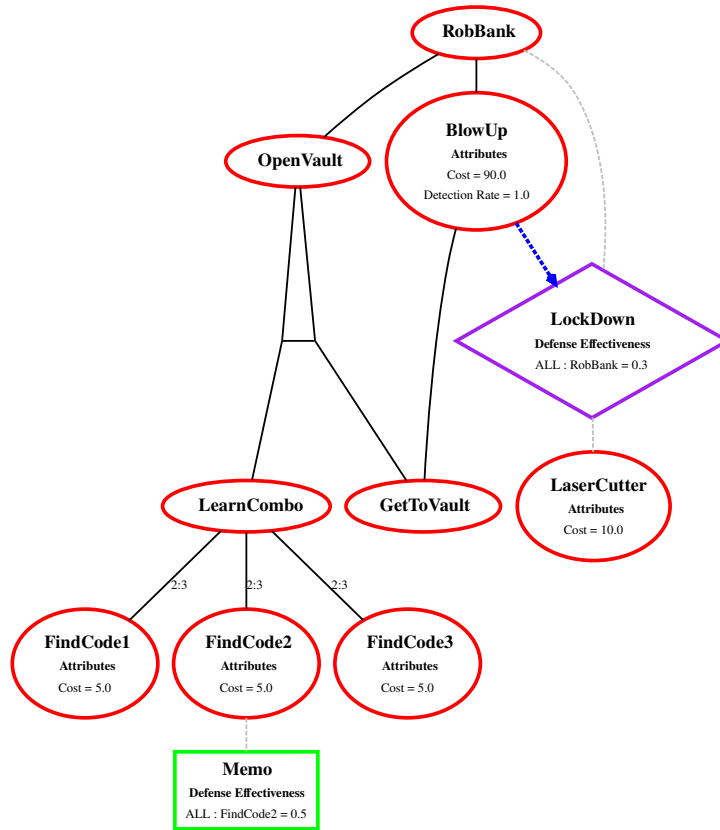 RobBank
BlowUp
Attributes
Cost = 90.0
Detection Rate = 1.0
OpenVault
LockDown
Defense Effectiveness
ALL : RobBank = 0.3
LearnCombo
GetToVault
LaserCutter
Attributes
Cost = 10.0
2:3
2:3
2:3
FindCode1
Attributes
Cost = 5.0
FindCode2
Attributes
Cost = 5.0
FindCode3
Attributes
Cost = 5.0
Memo
Defense Effectiveness
ALL : FindCode2 = 0.5